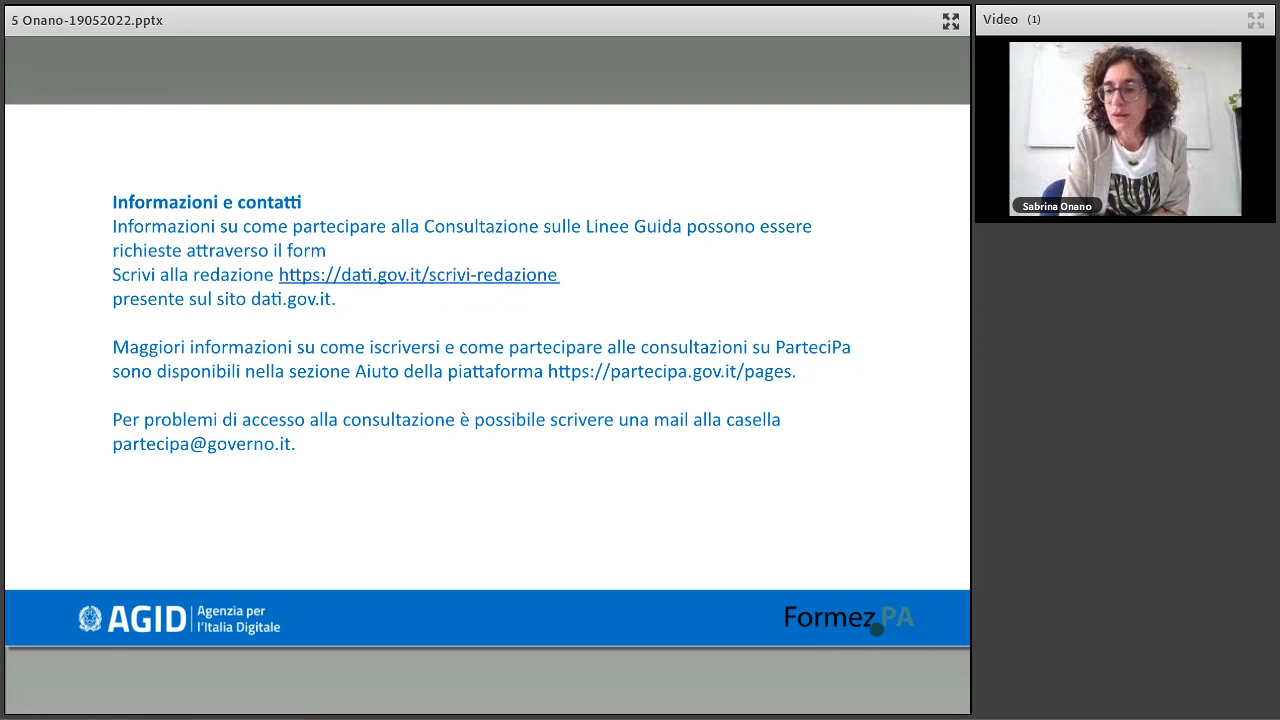 5 Onano-19052022.pptx
Video (1)
Sabrina Onano
Informazioni e contatti
Informazioni su come partecipare alla Consultazione sulle Linee Guida possono essere
richieste attraverso il form
Scrivi alla redazione https://dati.gov.it/scrivi-redazione
presente sul sito dati.gov.it.
Maggiori informazioni su come iscriversi e come partecipare alle consultazioni su ParteciPa
sono disponibili nella sezione Aiuto della piattaforma https://partecipa.gov.it/pages.
Per problemi di accesso alla consultazione è possibile scrivere una mail alla casella
partecipa@governo.it.
AGID
Agenzia per
l'Italia Digitale
Formez PA